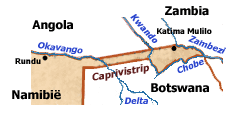 Zambia
Angola
Kwando
Katima Mulilo
Okavango
Zambezi
Rundu
Caprivistrip
Chobe
Namibië
Botswana
Delta